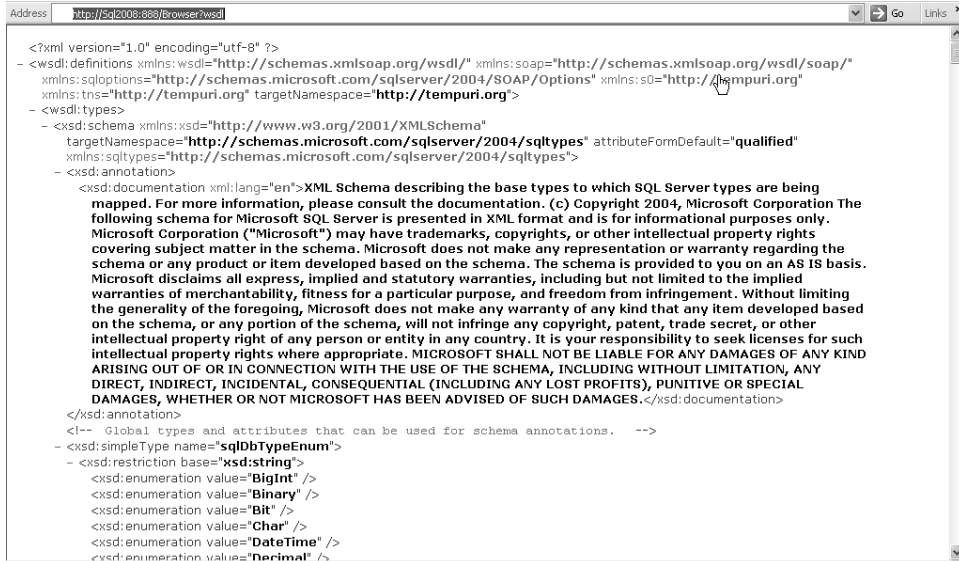 Address http://Sql2008:888/Browser?wsdl Go Links »
<?xml version="1.0" encoding="utf-8" ?>
- <wsdl:definitions xmlns:wsdl="http://schemas.xmlsoap.org/wsdl/" xmlns:soap="http://schemas.xmlsoap.org/wsdl/soap/"
xmlns:sqloptions="http://schemas.microsoft.com/sqlserver/2004/SOAP/Options" xmlns:s0="http://tempuri.org"
xmlns:tns="http://tempuri.org" targetNamespace="http://tempuri.org">
- <wsdl:types>
- <xsd:schema xmlns:xsd="http://www.w3.org/2001/XMLSchema"
targetNamespace="http://schemas.microsoft.com/sqlserver/2004/sqltypes" attributeFormDefault="qualified"
xmlns:sqltypes="http://schemas.microsoft.com/sqlserver/2004/sqltypes">
- <xsd:annotation>
<xsd:documentation xml:lang="en">XML Schema describing the base types to which SQL Server types are being
mapped. For more information, please consult the documentation. (c) Copyright 2004, Microsoft Corporation The
following schema for Microsoft SQL Server is presented in XML format and is for informational purposes only.
Microsoft Corporation ("Microsoft") may have trademarks, copyrights, or other intellectual property rights
covering subject matter in the schema. Microsoft does not make any representation or warranty regarding the
schema or any product or item developed based on the schema. The schema is provided to you on an AS IS basis.
Microsoft disclaims all express, implied and statutory warranties, including but not limited to the implied
warranties of merchantability, fitness for a particular purpose, and freedom from infringement. Without limiting
the generality of the foregoing, Microsoft does not make any warranty of any kind that any item developed based
on the schema, or any portion of the schema, will not infringe any copyright, patent, trade secret, or other
intellectual property right of any person or entity in any country. It is your responsibility to seek licenses for such
intellectual property rights where appropriate. MICROSOFT SHALL NOT BE LIABLE FOR ANY DAMAGES OF ANY KIND
ARISING OUT OF OR IN CONNECTION WITH THE USE OF THE SCHEMA, INCLUDING WITHOUT LIMITATION, ANY
DIRECT, INDIRECT, INCIDENTAL, CONSEQUENTIAL (INCLUDING ANY LOST PROFITS), PUNITIVE OR SPECIAL
DAMAGES, WHETHER OR NOT MICROSOFT HAS BEEN ADVISED OF SUCH DAMAGES.</xsd:documentation>
</xsd:annotation>
<!-- Global types and attributes that can be used for schema annotations. -->
- <xsd:simpleType name="sqlDbTypeEnum">
- <xsd:restriction base="xsd:string">
<xsd:enumeration value="BigInt" />
<xsd:enumeration value="Binary" />
<xsd:enumeration value="Bit" />
<xsd:enumeration value="Char" />
<xsd:enumeration value="DateTime" />
<xsd:enumeration value="Decimal" />